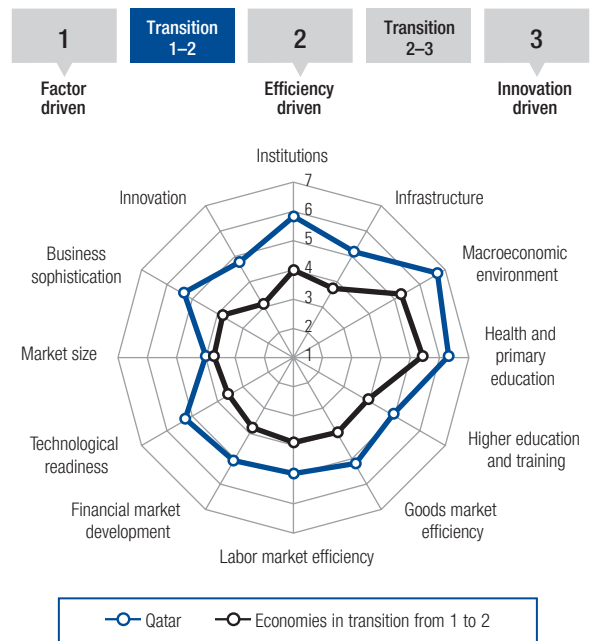 1
Transition
1–2
2
Transition
2–3
3
Factor
driven
Efficiency
driven
Innovation
driven
Institutions
Innovation
Infrastructure
Business
sophistication
Macroeconomic
environment
Market size
Health and
primary
education
Technological
readiness
Higher education
and training
Financial market
development
Goods market
efficiency
Labor market efficiency
7
6
5
4
3
2
1
Qatar
Economies in transition from 1 to 2